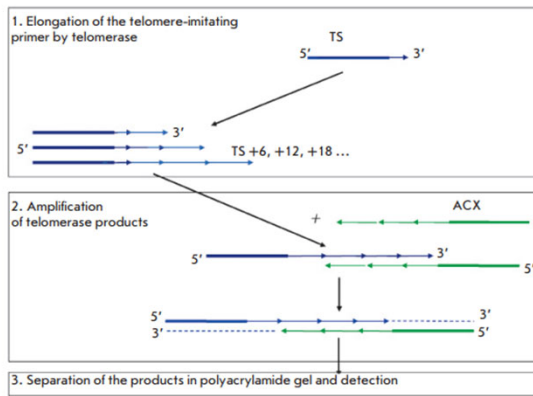 1. Elongation of the telomere-imitating
primer by telomerase
TS
5′ 3′
3′
5′
TS +6, +12, +18 ...
2. Amplification
of telomerase products
ACX
+
5′ 3′
5′
5′ 3′
3′ 5′
3. Separation of the products in polyacrylamide gel and detection